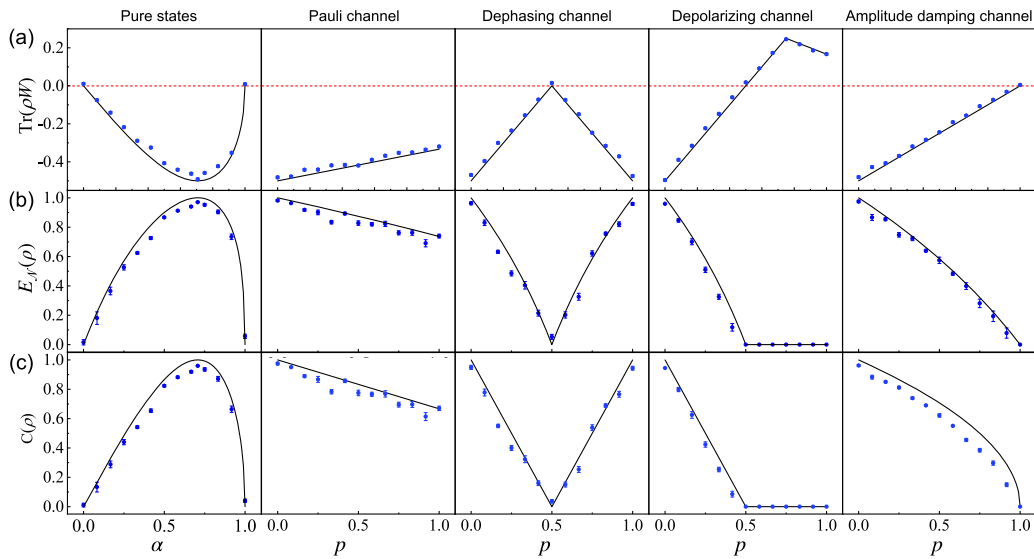 Pure states Pauli channel Dephasing channel Depolarizing channel Amplitude damping channel
(a)
Tr(ρW)
0.2
0.0
-0.2
-0.4
(b)
E𝒩(ρ)
1.0
0.8
0.6
0.4
0.2
0.0
(c)
C(ρ)
1.0
0.8
0.6
0.4
0.2
0.0
0.0 0.5 1.0 0.0 0.5 1.0 0.0 0.5 1.0 0.0 0.5 1.0 0.0 0.5 1.0
α p p p p